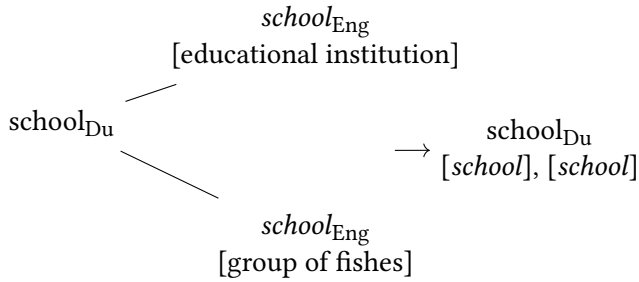 school_Eng
[educational institution]
school_Du
→ school_Du
[school], [school]
school_Eng
[group of fishes]